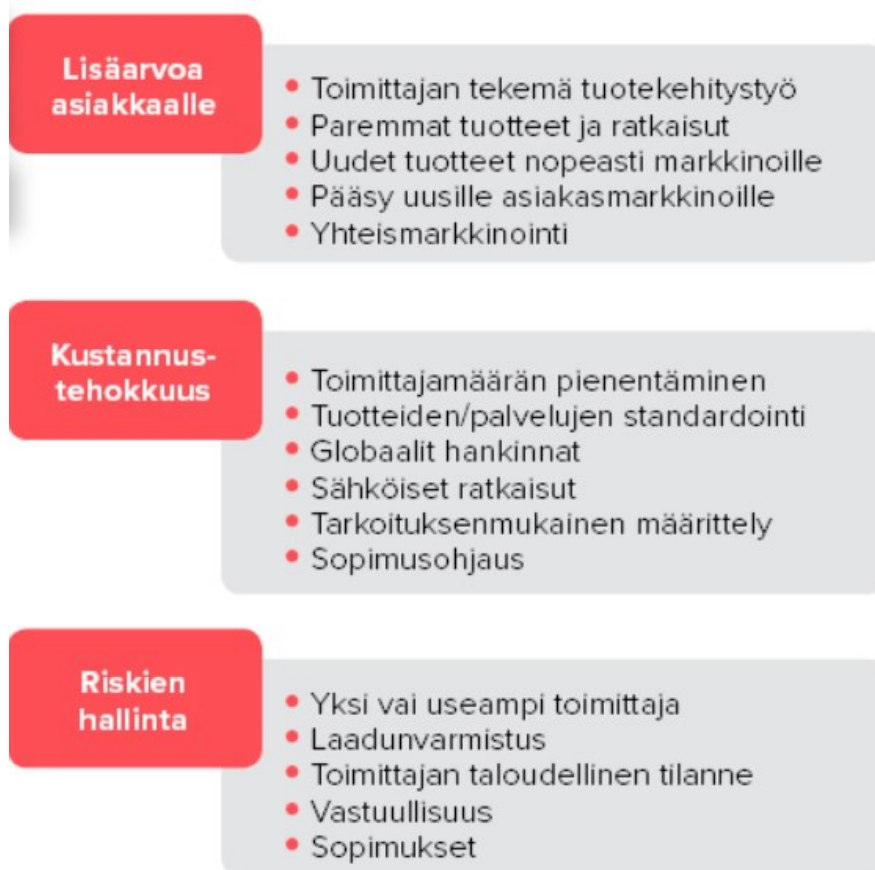 Lisäarvoa
asiakkaalle
• Toimittajan tekemä tuotekehitystyö
• Paremmat tuotteet ja ratkaisut
• Uudet tuotteet nopeasti markkinoille
• Pääsy uusille asiakasmarkkinoille
• Yhteismarkkinointi
Kustannus-
tehokkuus
• Toimittajamäärän pienentäminen
• Tuotteiden/palvelujen standardointi
• Globaalit hankinnat
• Sähköiset ratkaisut
• Tarkoituksenmukainen määrittely
• Sopimusohjaus
Riskien
hallinta
• Yksi vai useampi toimittaja
• Laadunvarmistus
• Toimittajan taloudellinen tilanne
• Vastuullisuus
• Sopimukset